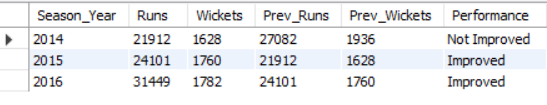 Season_Year Runs Wickets Prev_Runs Prev_Wickets Performance
2014 21912 1628 27082 1936 Not Improved
2015 24101 1760 21912 1628 Improved
2016 31449 1782 24101 1760 Improved